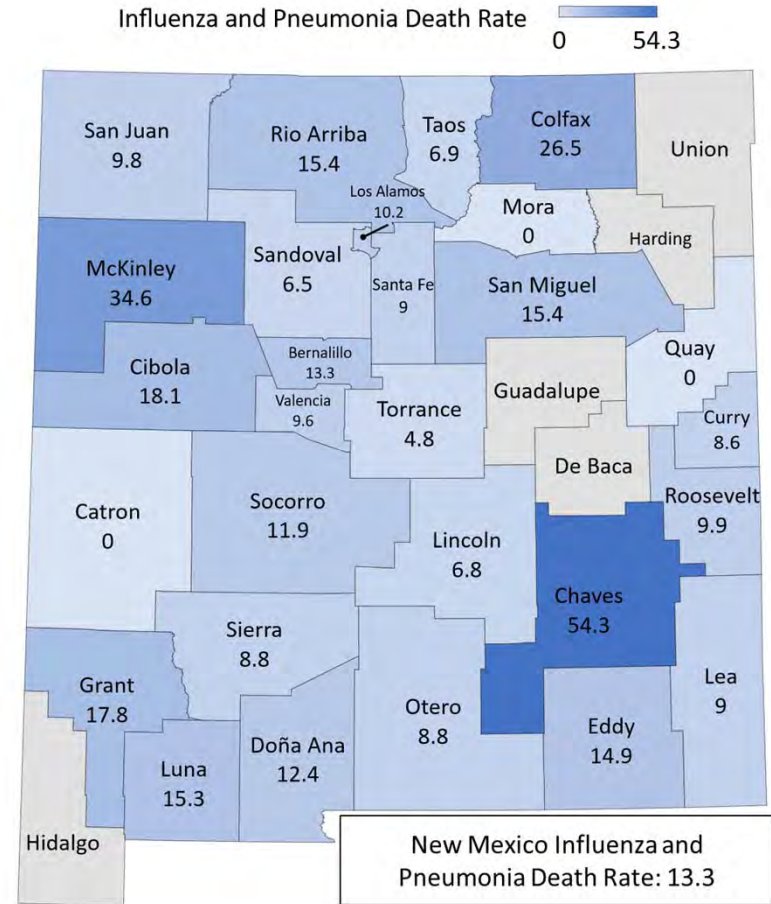 Influenza and Pneumonia Death Rate
0 54.3
San Juan
9.8
Rio Arriba
15.4
Taos
6.9
Colfax
26.5
Union
Los Alamos
10.2
Mora
0
Harding
McKinley
34.6
Sandoval
6.5
Santa Fe
9
San Miguel
15.4
Quay
0
Cibola
18.1
Bernalillo
13.3
Valencia
9.6
Torrance
4.8
Guadalupe
Curry
8.6
De Baca
Roosevelt
9.9
Catron
0
Socorro
11.9
Lincoln
6.8
Chaves
54.3
Sierra
8.8
Grant
17.8
Luna
15.3
Doña Ana
12.4
Otero
8.8
Eddy
14.9
Lea
9
Hidalgo
New Mexico Influenza and
Pneumonia Death Rate: 13.3